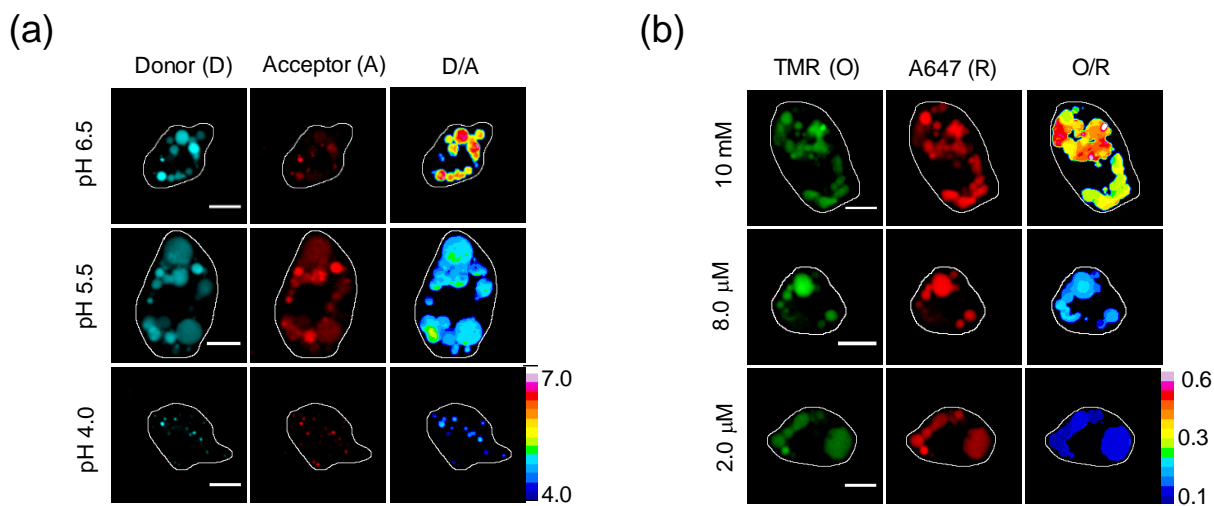 (a)
Donor (D) Acceptor (A) D/A
pH 6.5
pH 5.5
pH 4.0
7.0
4.0
(b)
TMR (O) A647 (R) O/R
10 mM
8.0 μM
2.0 μM
0.6
0.3
0.1